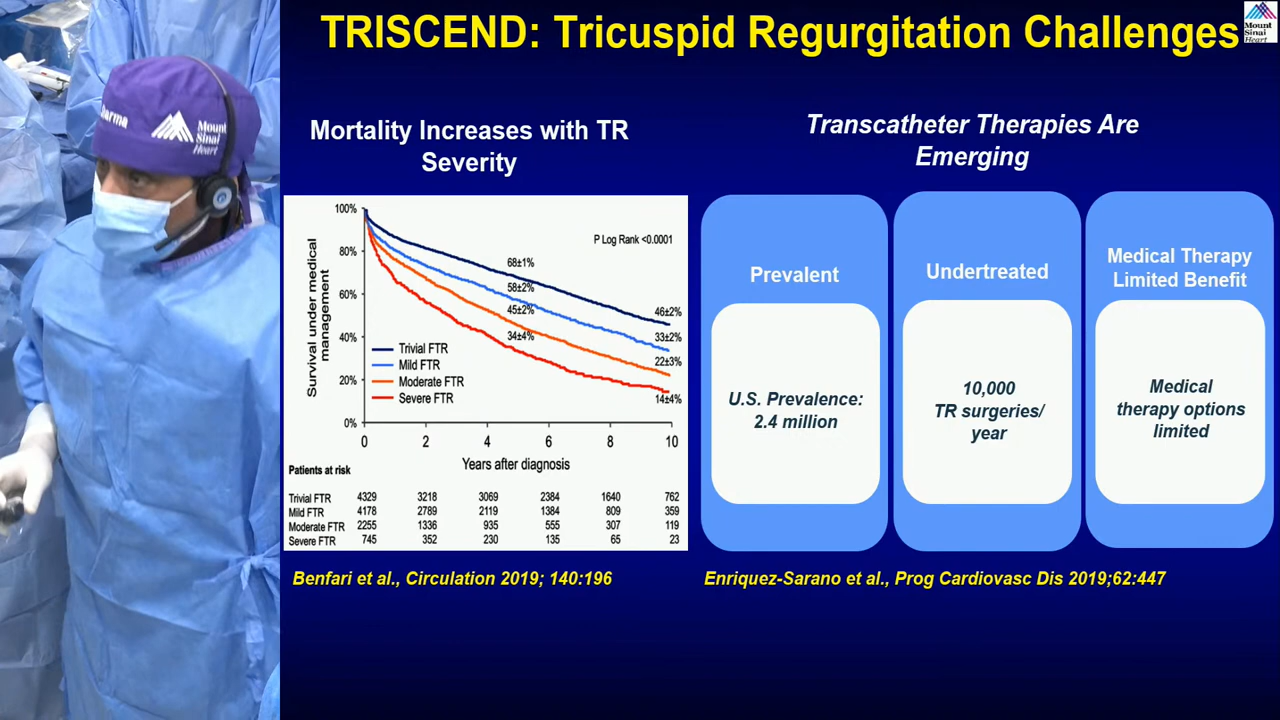 TRISCEND: Tricuspid Regurgitation Challenges
Mount
Sinai
Heart
Mount
Sinai
Heart
Mortality Increases with TR
Severity
Survival under medical
management
100%
80%
60%
40%
20%
0%
P Log Rank <0.0001
68±1%
58±2%
45±2%
34±4%
46±2%
33±2%
22±3%
14±4%
Trivial FTR
Mild FTR
Moderate FTR
Severe FTR
0 2 4 6 8 10
Years after diagnosis
Patients at risk
Trivial FTR 4329 3218 3069 2384 1640 762
Mild FTR 4178 2789 2119 1384 809 359
Moderate FTR 2255 1336 935 555 307 119
Severe FTR 745 352 230 135 65 23
Benfari et al., Circulation 2019; 140:196
Transcatheter Therapies Are
Emerging
Prevalent
U.S. Prevalence:
2.4 million
Undertreated
10,000
TR surgeries/
year
Medical Therapy
Limited Benefit
Medical
therapy options
limited
Enriquez-Sarano et al., Prog Cardiovasc Dis 2019;62:447